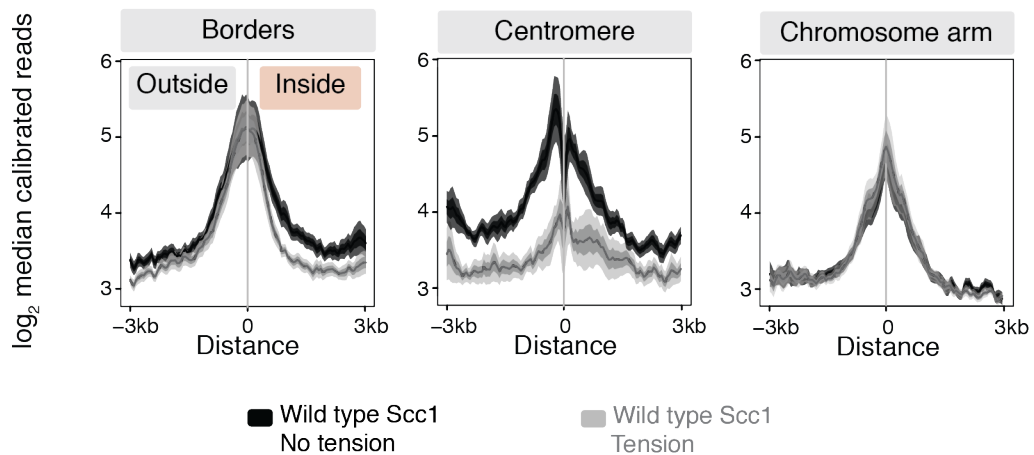 log2 median calibrated reads
Borders
Outside
Inside
6
5
4
3
−3kb
0
3kb
Distance
Centromere
6
5
4
3
−3kb
0
3kb
Distance
Chromosome arm
6
5
4
3
−3kb
0
3kb
Distance
Wild type Scc1
No tension
Wild type Scc1
Tension